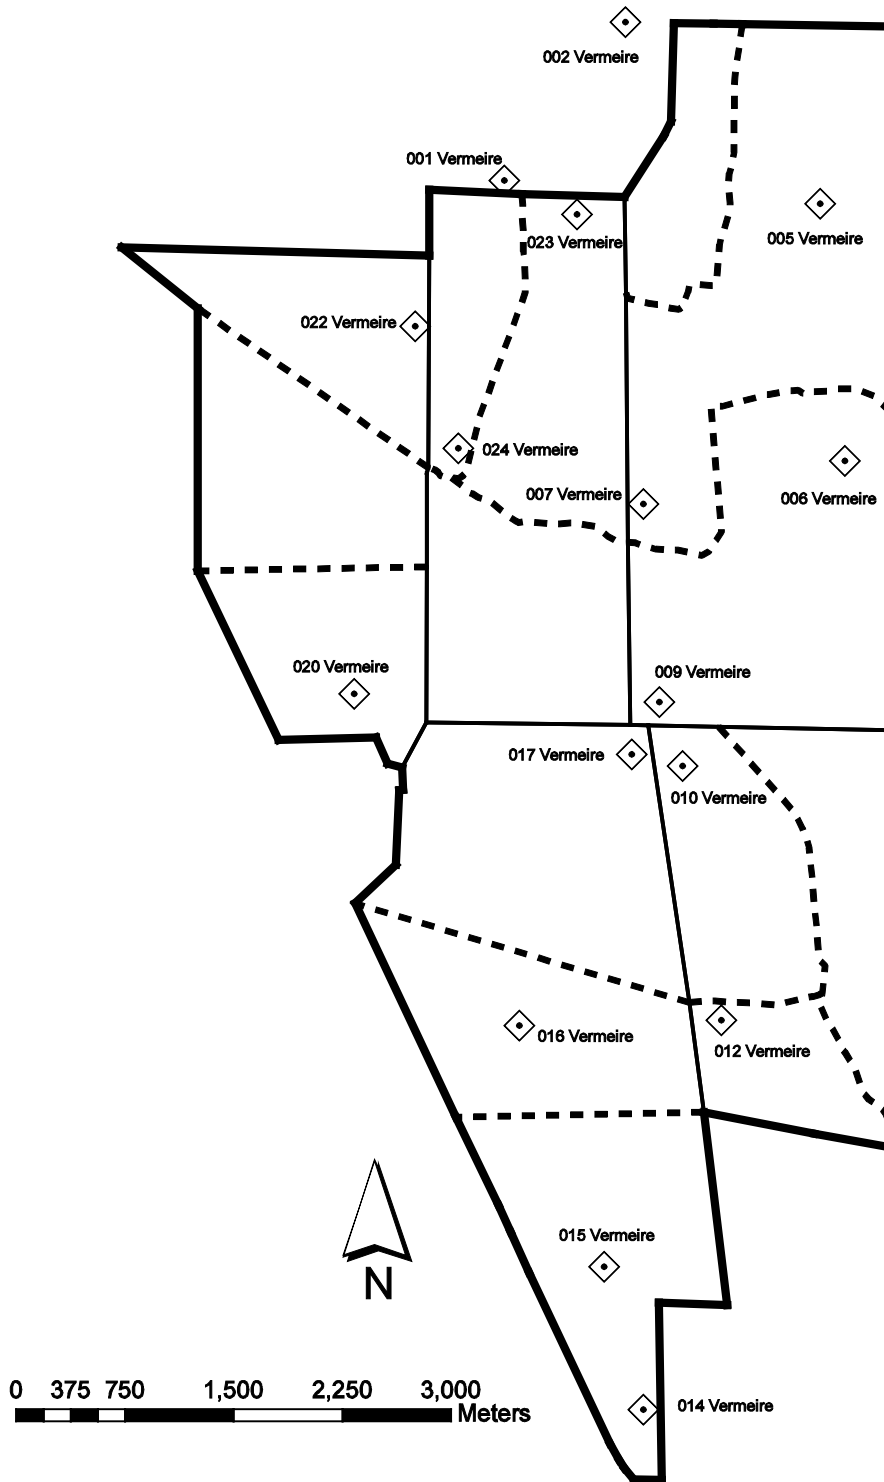 002 Vermeire
001 Vermeire
023 Vermeire
005 Vermeire
022 Vermeire
024 Vermeire
007 Vermeire
006 Vermeire
020 Vermeire
009 Vermeire
017 Vermeire
010 Vermeire
016 Vermeire
012 Vermeire
015 Vermeire
N
0 375 750 1,500 2,250 3,000
Meters
014 Vermeire